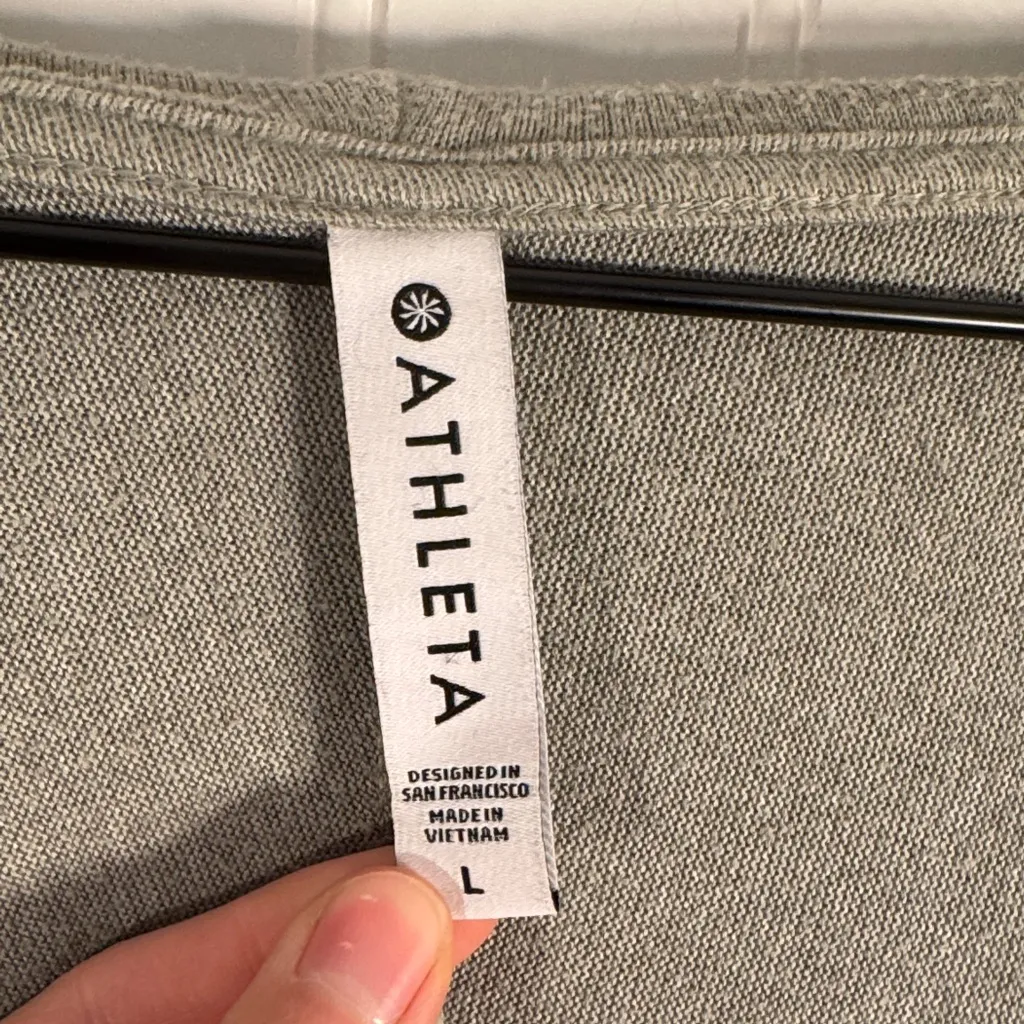 ATHLETA
DESIGNED IN
SAN FRANCISCO
MADE IN
VIETNAM
L